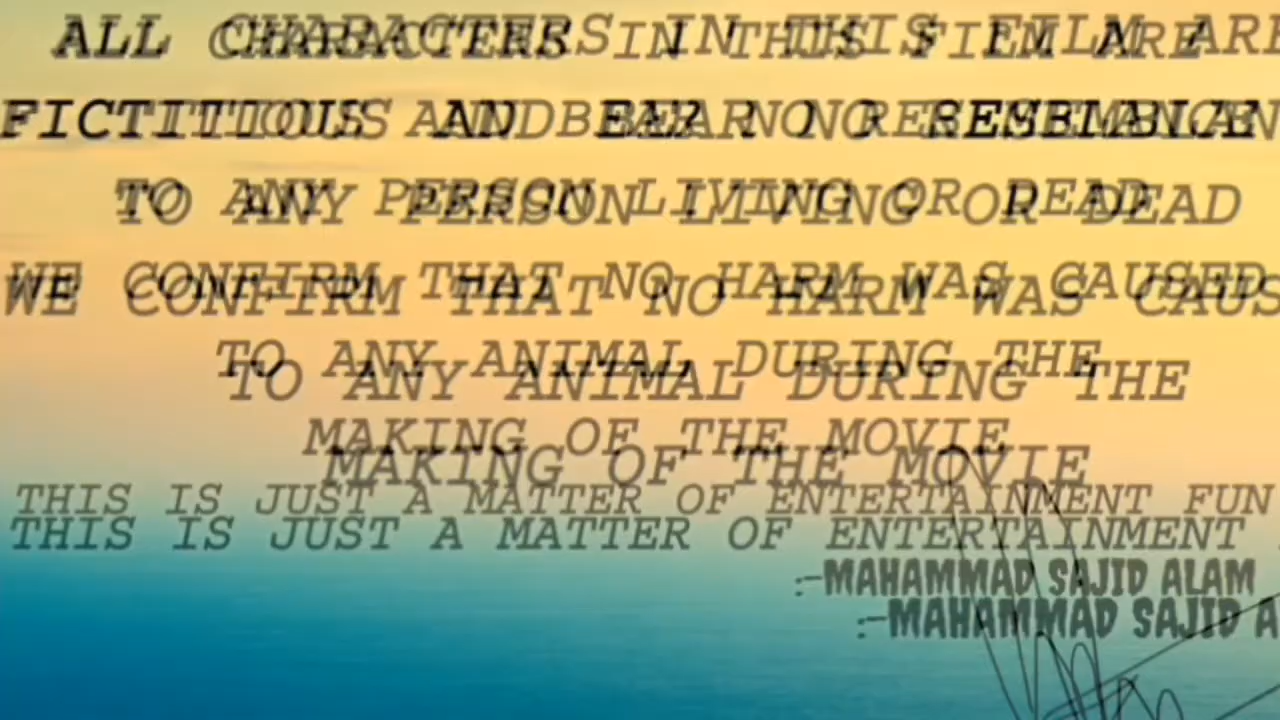 ALL CHARACTERS IN THIS FILM ARE
FICTITIOUS AND BEAR NO RESEMBLANCE
TO ANY PERSON LIVING OR DEAD
WE CONFIRM THAT NO HARM WAS CAUSED
TO ANY ANIMAL DURING THE
MAKING OF THE MOVIE
THIS IS JUST A MATTER OF ENTERTAINMENT FUN
:-MAHAMMAD SAJID ALAM